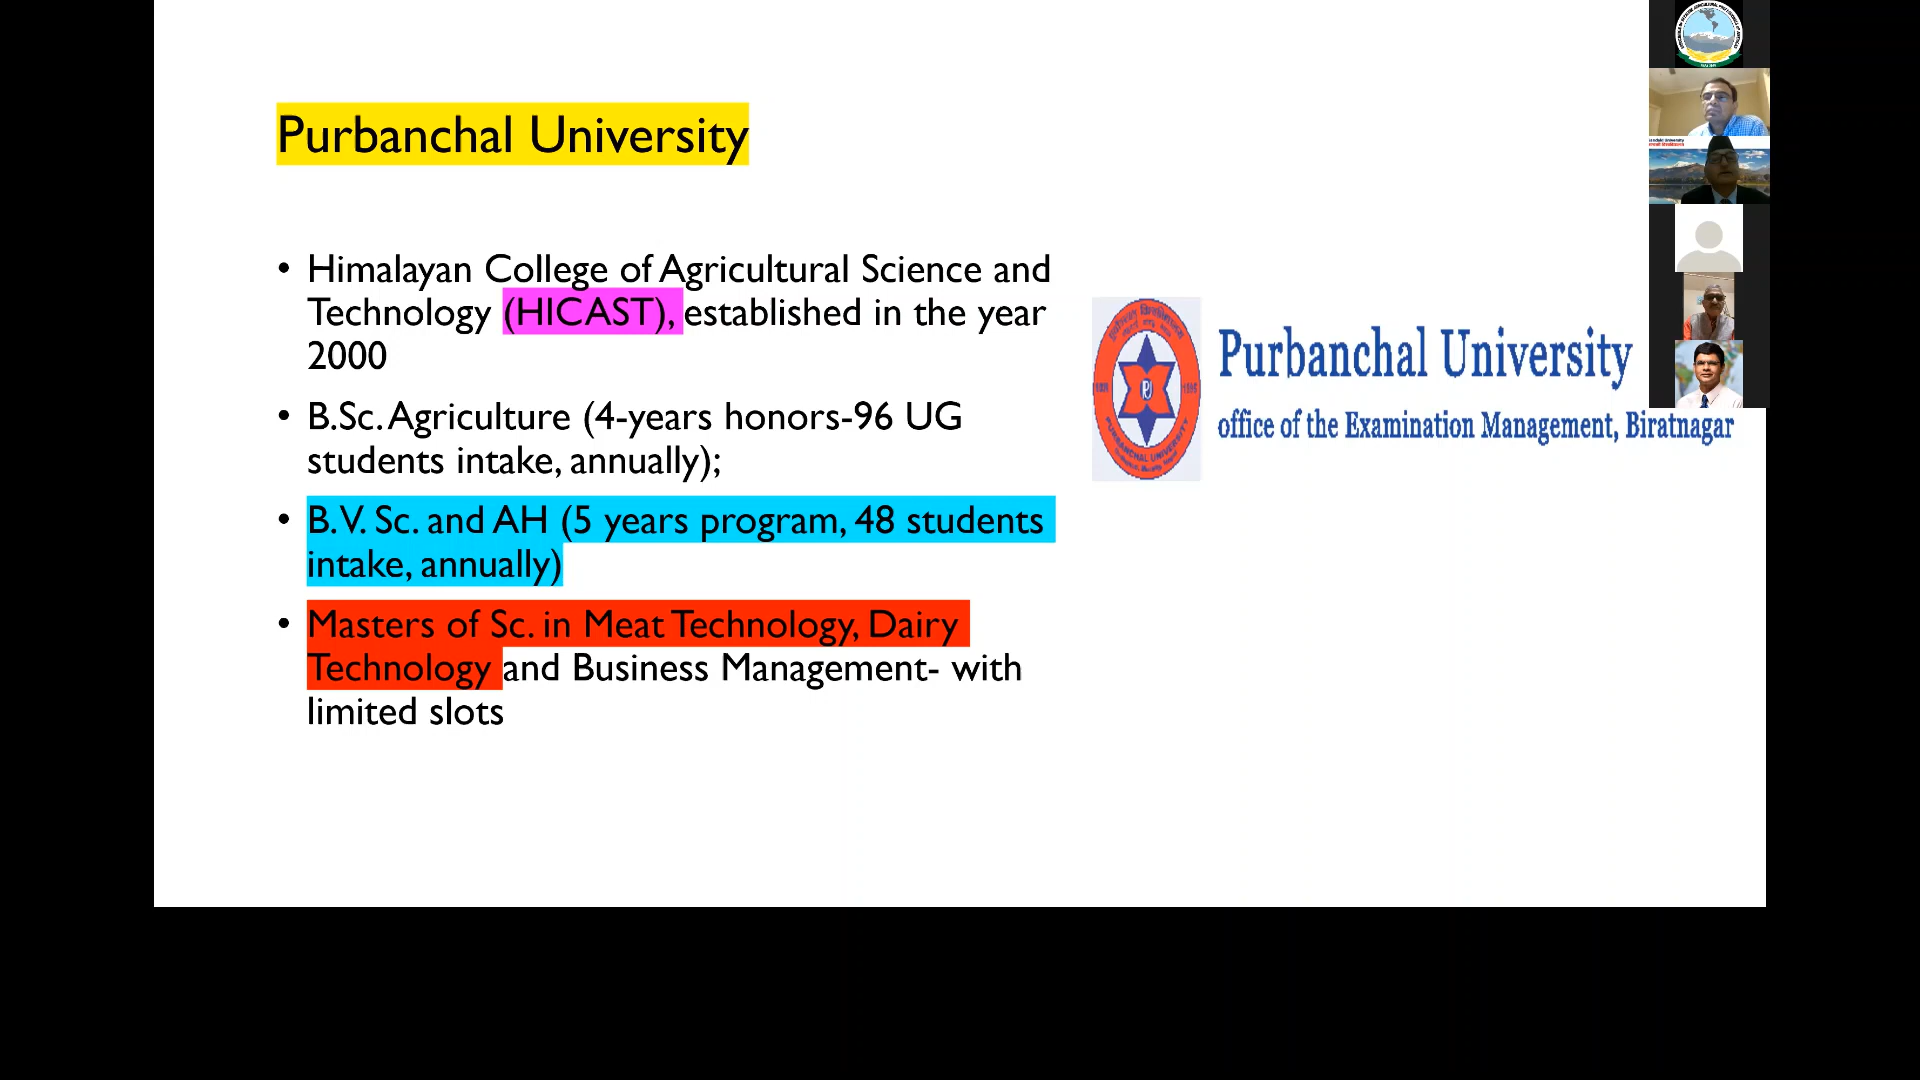 Purbanchal University
• Himalayan College of Agricultural Science and
Technology (HICAST), established in the year
2000
• B.Sc. Agriculture (4-years honors-96 UG
students intake, annually);
• B.V. Sc. and AH (5 years program, 48 students
intake, annually)
• Masters of Sc. in Meat Technology, Dairy
Technology and Business Management- with
limited slots
Purbanchal University
office of the Examination Management, Biratnagar
PURBANCHAL UNIVERSITY